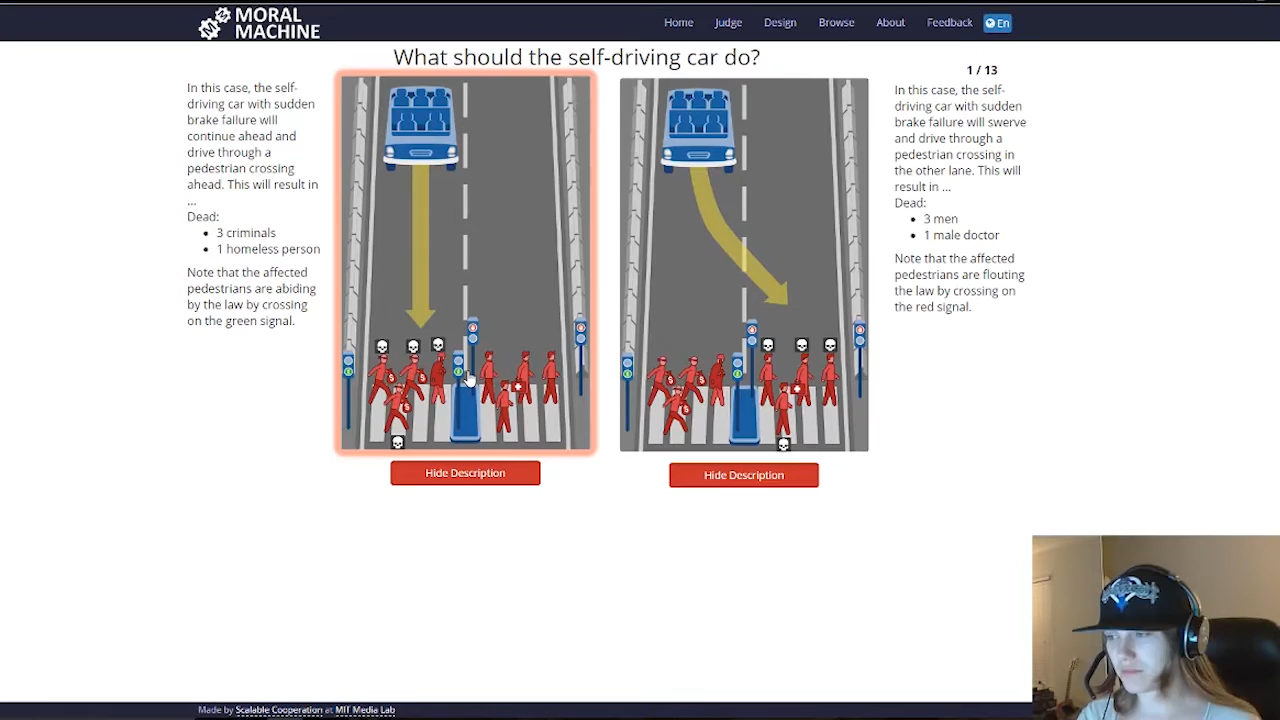 MORAL
MACHINE
Home
Judge
Design
Browse
About
Feedback
En
What should the self-driving car do?
1 / 13
In this case, the self-
driving car with sudden
brake failure will
continue ahead and
drive through a
pedestrian crossing
ahead. This will result in
...
Dead:
3 criminals
1 homeless person
Note that the affected
pedestrians are abiding
by the law by crossing
on the green signal.
Hide Description
In this case, the self-
driving car with sudden
brake failure will swerve
and drive through a
pedestrian crossing in
the other lane. This will
result in ...
Dead:
3 men
1 male doctor
Note that the affected
pedestrians are flouting
the law by crossing on
the red signal.
Hide Description
Made by Scalable Cooperation at MIT Media Lab